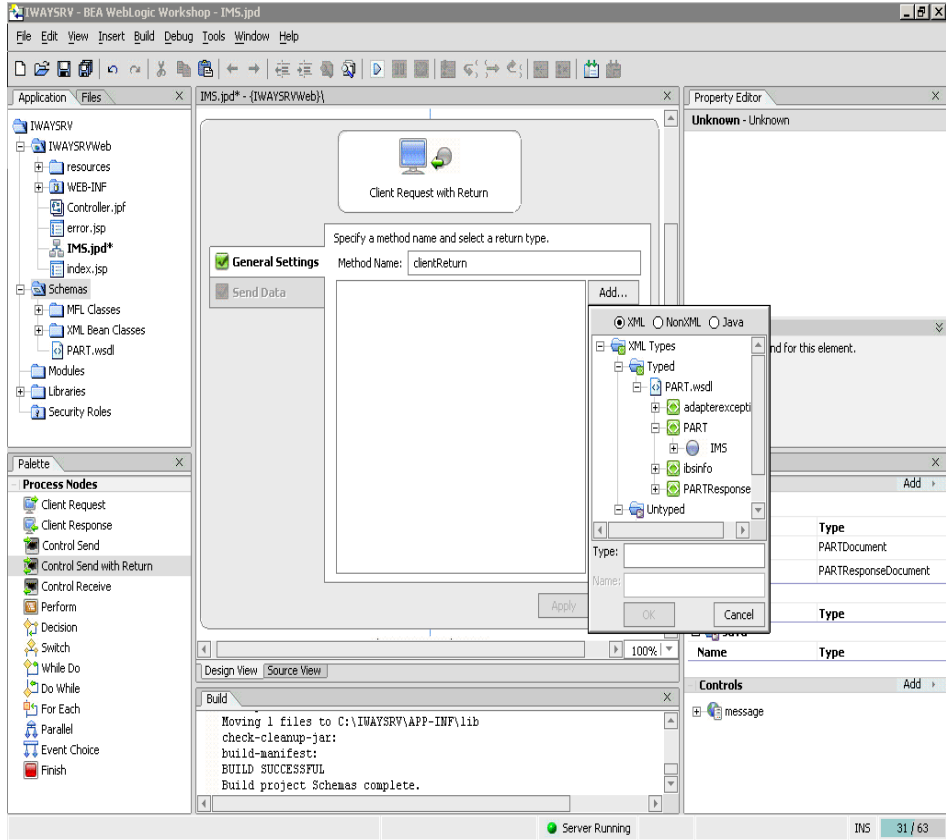 IWAYSRV - BEA WebLogic Workshop - IMS.jpd
File Edit View Insert Build Debug Tools Window Help
Application Files
IWAYSRV
IWAYSRVWeb
resources
WEB-INF
Controller.jpf
error.jsp
IMS.jpd*
index.jsp
Schemas
MFL Classes
XML Bean Classes
PART.wsdl
Modules
Libraries
Security Roles
Palette
Process Nodes
Client Request
Client Response
Control Send
Control Send with Return
Control Receive
Perform
Decision
Switch
While Do
Do While
For Each
Parallel
Event Choice
Finish
IMS.jpd* - {IWAYSRVWeb}\
Client Request with Return
General Settings
Send Data
Specify a method name and select a return type.
Method Name: clientReturn
Add...
Apply
100%
Design View Source View
XML NonXML Java
XML Types
Typed
PART.wsdl
adapterexcepti
PART
IMS
ibsinfo
PARTResponse
Untyped
Type:
Name:
OK Cancel
Build
Moving 1 files to C:\IWAYSRV\APP-INF\lib
check-cleanup-jar:
build-manifest:
BUILD SUCCESSFUL
Build project Schemas complete.
Property Editor
Unknown - Unknown
nd for this element.
Add
Type
PARTDocument
PARTResponseDocument
Type
Name Type
Controls Add
message
Server Running
INS 31 / 63